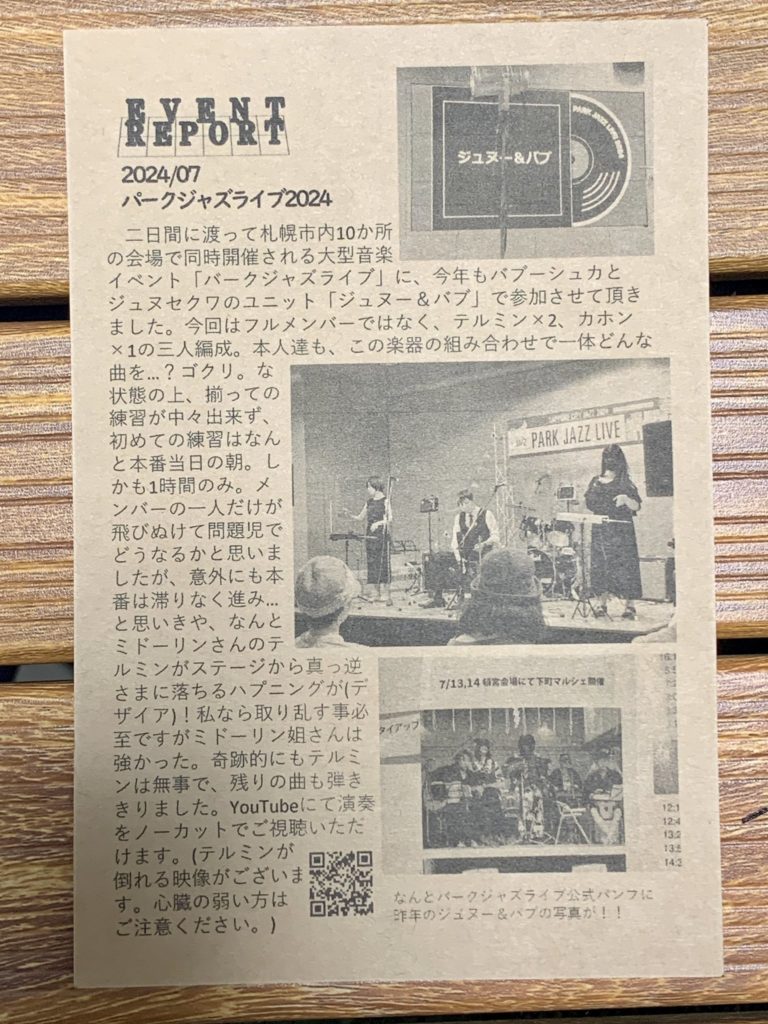 EVENT
REPORT
2024/07
パークジャズライブ2024
ジュヌー&バブ
PARK JAZZ LIVE 2024
二日間に渡って札幌市内10か所
の会場で同時開催される大型音楽
イベント「パークジャズライブ」に、今年もバブーシュカと
ジュヌセクワのユニット「ジュヌー&バブ」で参加させて頂き
ました。今回はフルメンバーではなく、テルミン×2、カホン
×1の三人編成。本人達も、この楽器の組み合わせで一体どんな
曲を…？ゴクリ。な
状態の上、揃っての
練習が中々出来ず、
初めての練習はなん
と本番当日の朝。し
かも1時間のみ。メ
ンバーの一人だけが
飛びぬけて問題児で
どうなるかと思いま
したが、意外にも本
番は滞りなく進み…
と思いきや、なんと
ミドーリンさんのテ
ルミンがステージから真っ逆
さまに落ちるハプニングが(デ
ザイア)！私なら取り乱す事必
至ですがミドーリン姐さんは
強かった。奇跡的にもテルミ
ンは無事で、残りの曲も弾き
きりました。YouTubeにて演奏
をノーカットでご視聴いただ
けます。(テルミンが
倒れる映像がございま
す。心臓の弱い方は
ご注意ください。)
PARK JAZZ LIVE
7/13,14 頓宮会場にて下町マルシェ開催
タイアップ
なんとパークジャズライブ公式パンフに
昨年のジュヌー&バブの写真が！！